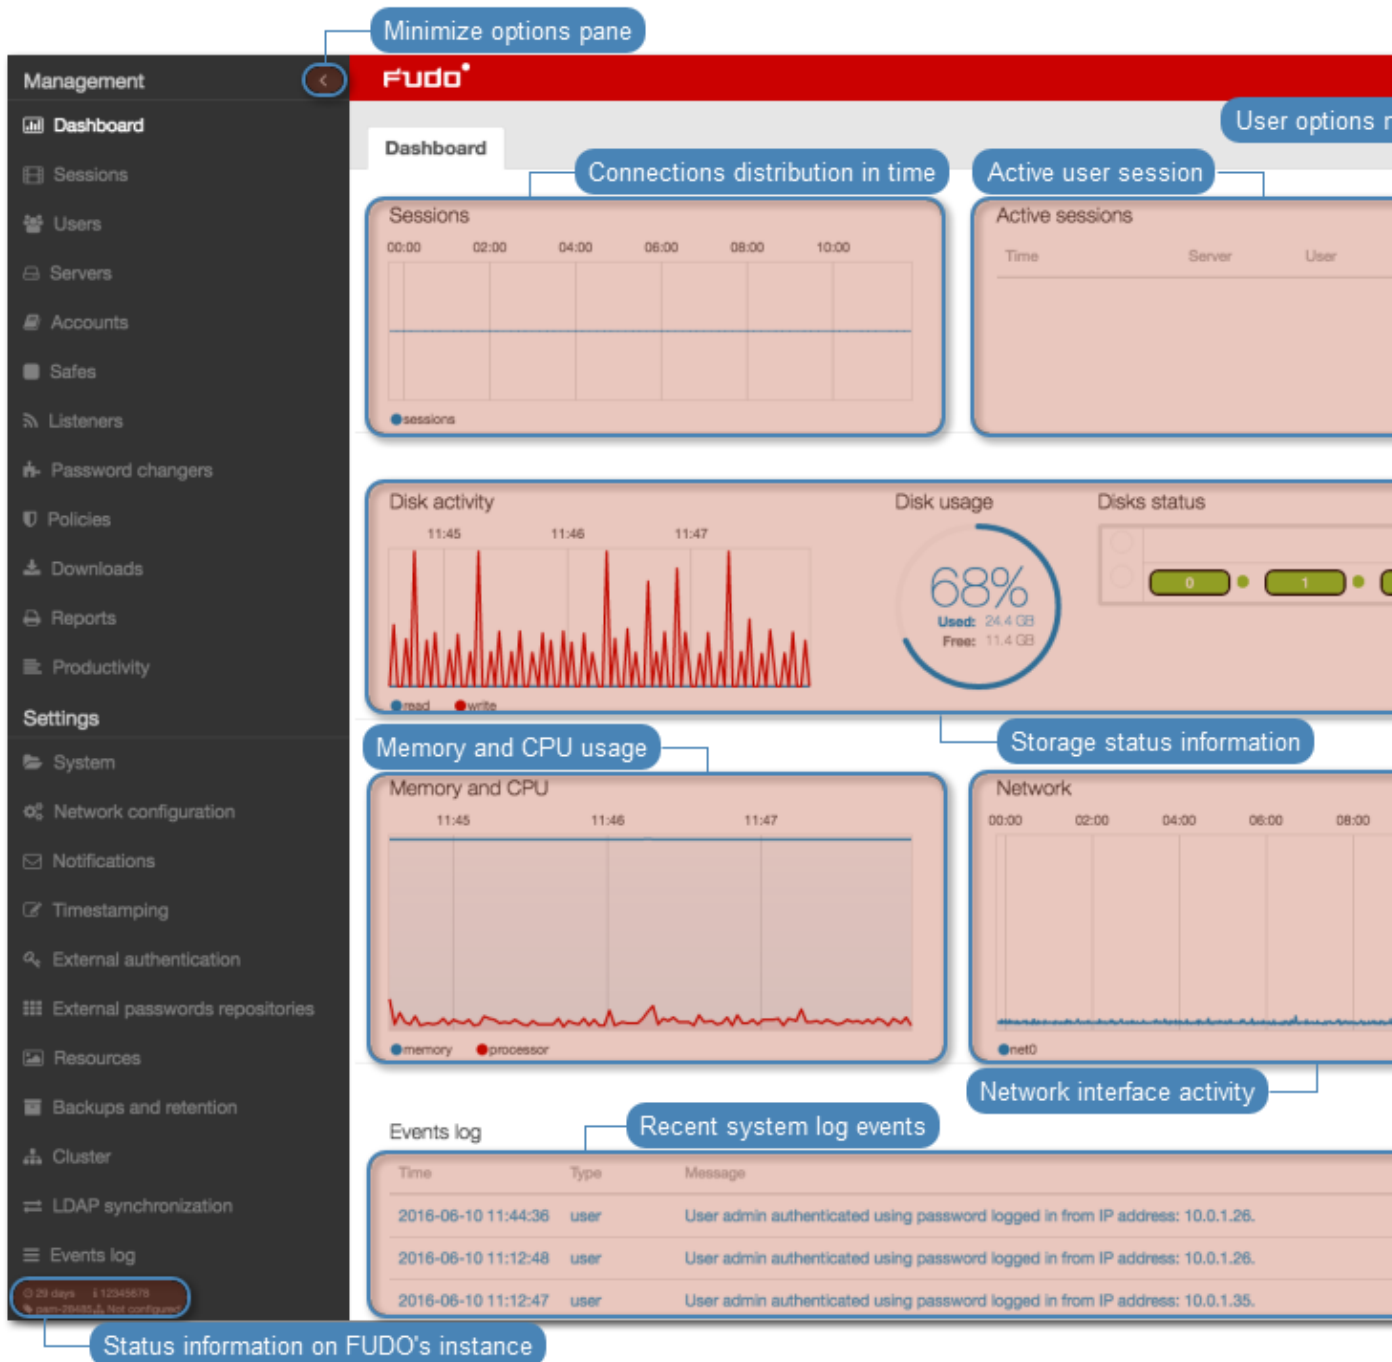 Minimize options pane
Management
Dashboard
Sessions
Users
Servers
Accounts
Safes
Listeners
Password changers
Policies
Downloads
Reports
Productivity
Settings
System
Network configuration
Notifications
Timestamping
External authentication
External passwords repositories
Resources
Backups and retention
Cluster
LDAP synchronization
Events log
29 days 12345678
pam-28485 Not configured
Status information on FUDO's instance
FUDO
User options
Dashboard
Connections distribution in time
Active user session
Sessions
00:00 02:00 04:00 06:00 08:00 10:00
sessions
Active sessions
Time Server User
Disk activity
11:45 11:46 11:47
read write
Disk usage
68%
Used: 24.4 GB
Free: 11.4 GB
Disks status
0 1
Memory and CPU usage
Storage status information
Memory and CPU
11:45 11:46 11:47
memory processor
Network
00:00 02:00 04:00 06:00 08:00
net0
Network interface activity
Events log
Recent system log events
Time Type Message
2016-06-10 11:44:36 user User admin authenticated using password logged in from IP address: 10.0.1.26.
2016-06-10 11:12:48 user User admin authenticated using password logged in from IP address: 10.0.1.26.
2016-06-10 11:12:47 user User admin authenticated using password logged in from IP address: 10.0.1.35.